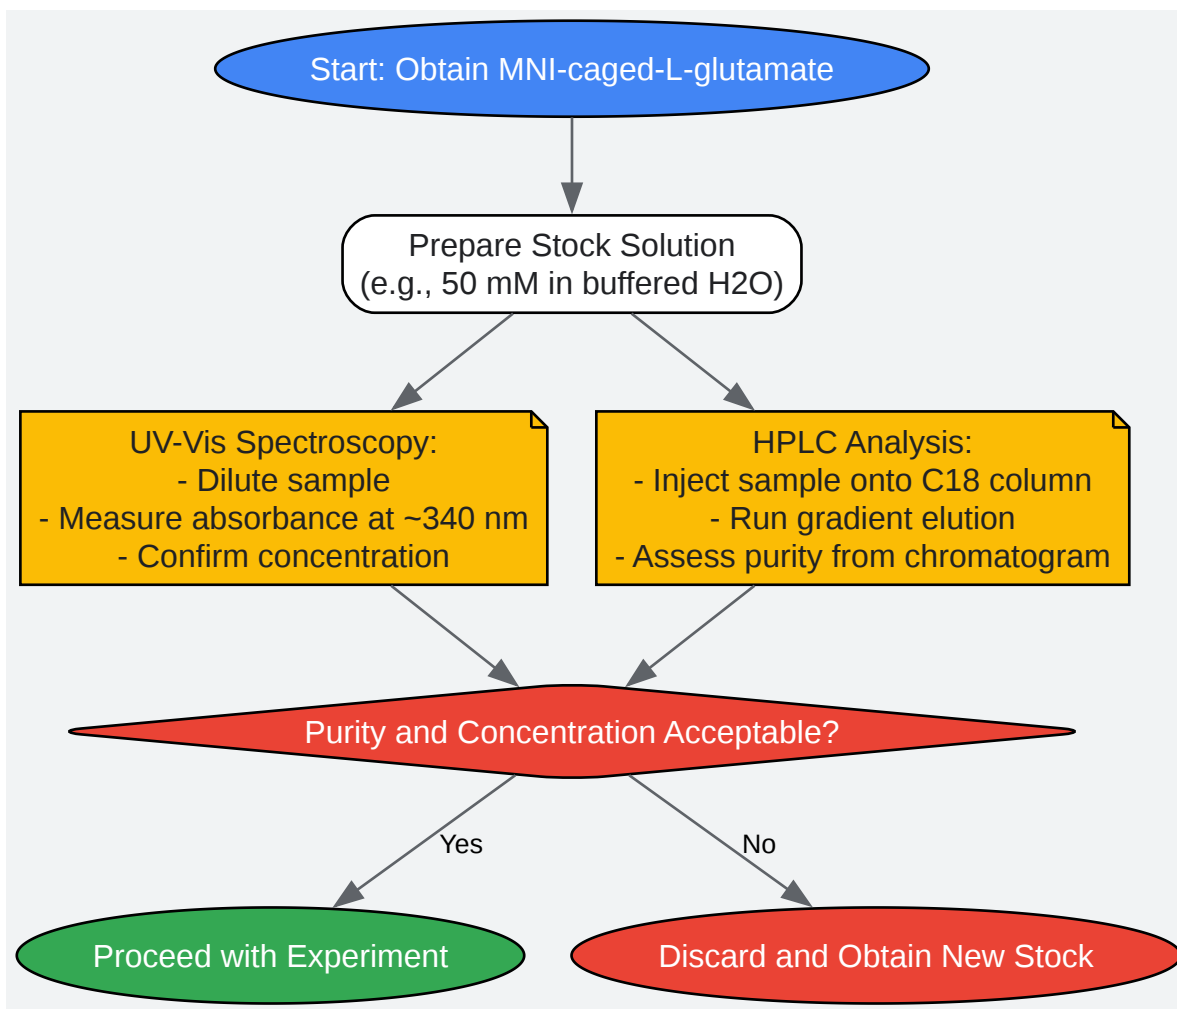 Start: Obtain MNI-caged-L-glutamate
Prepare Stock Solution
(e.g., 50 mM in buffered H2O)
UV-Vis Spectroscopy:
- Dilute sample
- Measure absorbance at ~340 nm
- Confirm concentration
HPLC Analysis:
- Inject sample onto C18 column
- Run gradient elution
- Assess purity from chromatogram
Purity and Concentration Acceptable?
Yes
No
Proceed with Experiment
Discard and Obtain New Stock